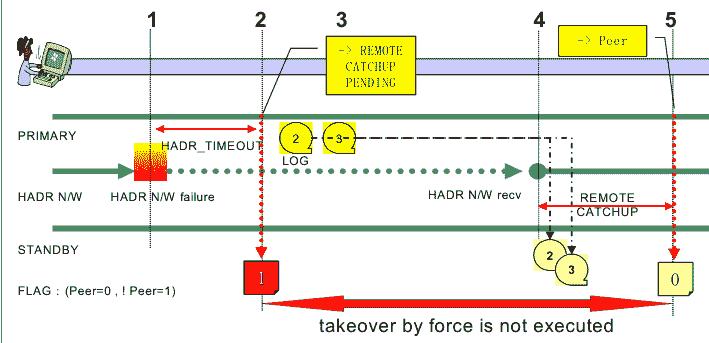 1 2 3 4 5
-> REMOTE
CATCHUP
PENDING
-> Peer
PRIMARY
HADR_TIMEOUT
2 3
LOG
HADR N/W
HADR N/W failure
HADR N/W recv
REMOTE
CATCHUP
STANDBY
2
3
FLAG : (Peer=0 , ! Peer=1)
1
0
takeover by force is not executed